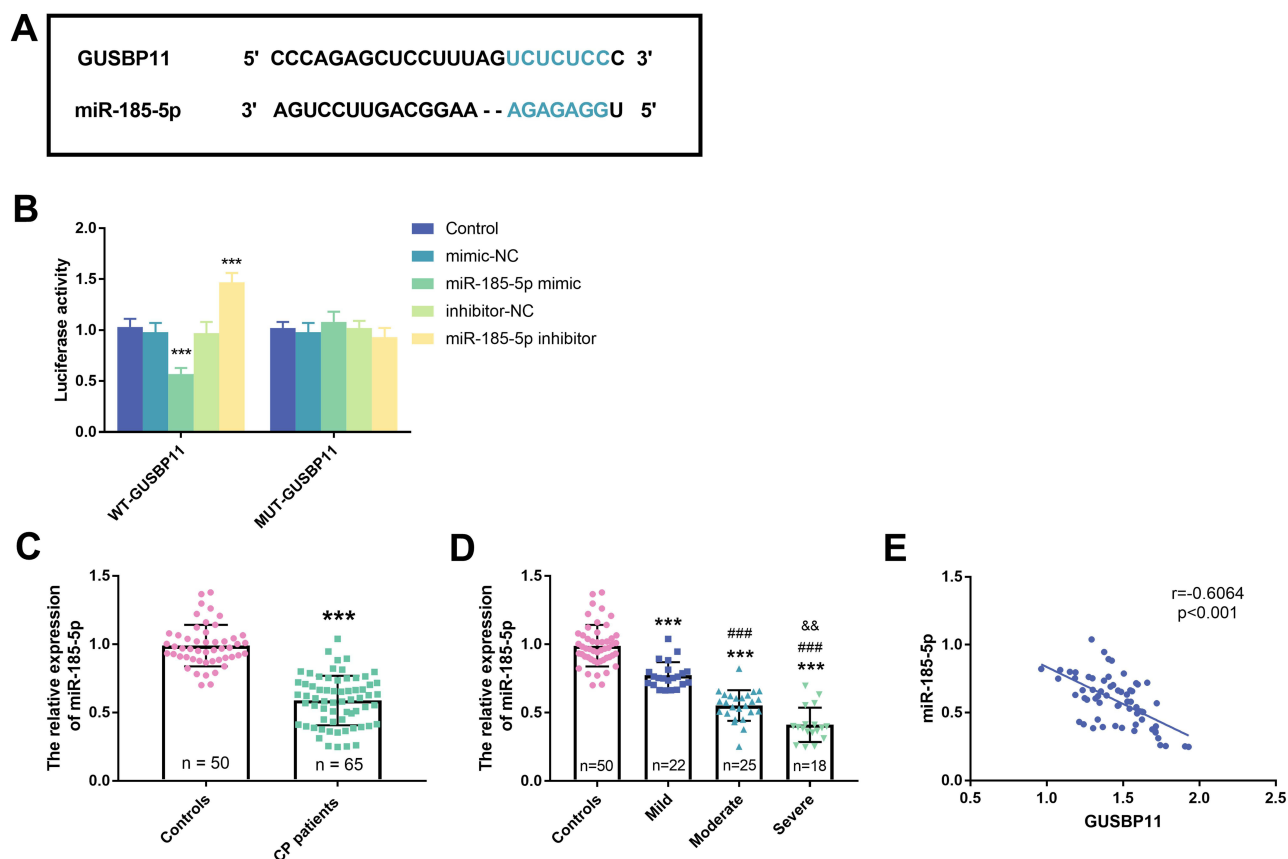 A
GUSBP11 5' CCCAGAGCUCCUUUAGUCUCUCCC 3'
miR-185-5p 3' AGUCCUUGACGGAA - - AGAGAGGU 5'
B
Luciferase activity
2.0
1.5
1.0
0.5
0.0
***
***
WT-GUSBP11
MUT-GUSBP11
Control
mimic-NC
miR-185-5p mimic
inhibitor-NC
miR-185-5p inhibitor
C
The relative expression
of miR-185-5p
1.5
1.0
0.5
0.0
***
n = 50
n = 65
Controls
CP patients
D
The relative expression
of miR-185-5p
1.5
1.0
0.5
0.0
***
###
***
&&
###
***
n=50
n=22
n=25
n=18
Controls
Mild
Moderate
Severe
E
miR-185-5p
1.5
1.0
0.5
0.0
r=-0.6064
p<0.001
0.5 1.0 1.5 2.0 2.5
GUSBP11